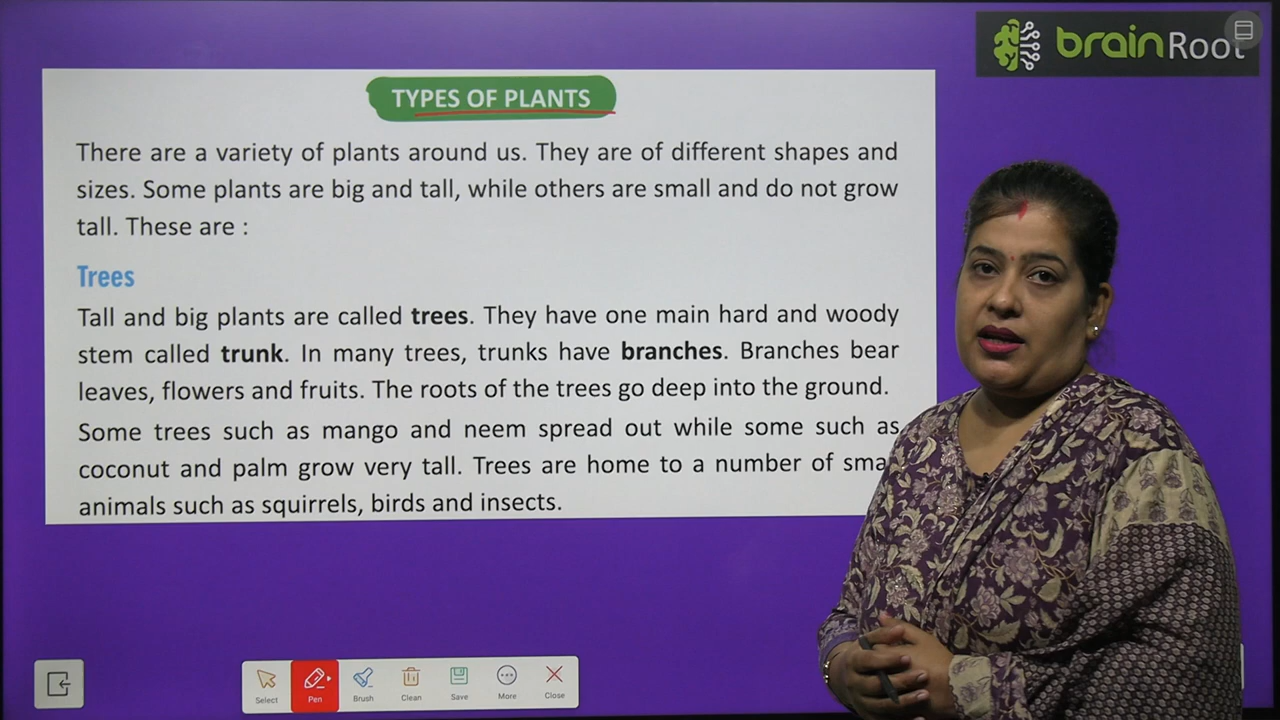 brainRoot
TYPES OF PLANTS
There are a variety of plants around us. They are of different shapes and
sizes. Some plants are big and tall, while others are small and do not grow
tall. These are :
Trees
Tall and big plants are called trees. They have one main hard and woody
stem called trunk. In many trees, trunks have branches. Branches bear
leaves, flowers and fruits. The roots of the trees go deep into the ground.
Some trees such as mango and neem spread out while some such as
coconut and palm grow very tall. Trees are home to a number of
animals such as squirrels, birds and insects.
Select Pen Brush Clean Save More Close